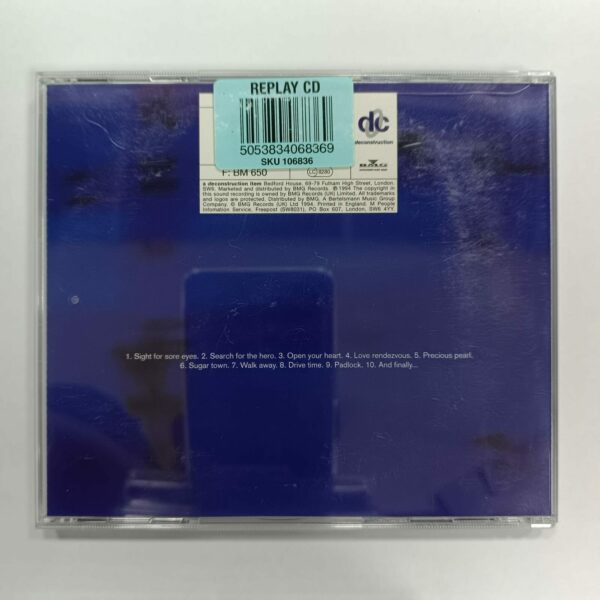 REPLAY CD
5053834068369
SKU 106836
dc
deconstruction
F: BM 650
LC 8280
BMG
a deconstruction item Bedford House, 69-79 Fulham High Street, London,
SW6. Marketed and distributed by BMG Records. ℗ 1994 The copyright in
this sound recording is owned by BMG Records (UK) Limited. All trademarks
and logos are protected. Distributed by BMG. A Bertelsmann Music Group
Company. © BMG Records (UK) Ltd 1994. Printed in England. M People
Information Service, Freepost (SW6031), PO Box 607, London, SW6 4YY.
1. Sight for sore eyes. 2. Search for the hero. 3. Open your heart. 4. Love rendezvous. 5. Precious pearl.
6. Sugar town. 7. Walk away. 8. Drive time. 9. Padlock. 10. And finally...